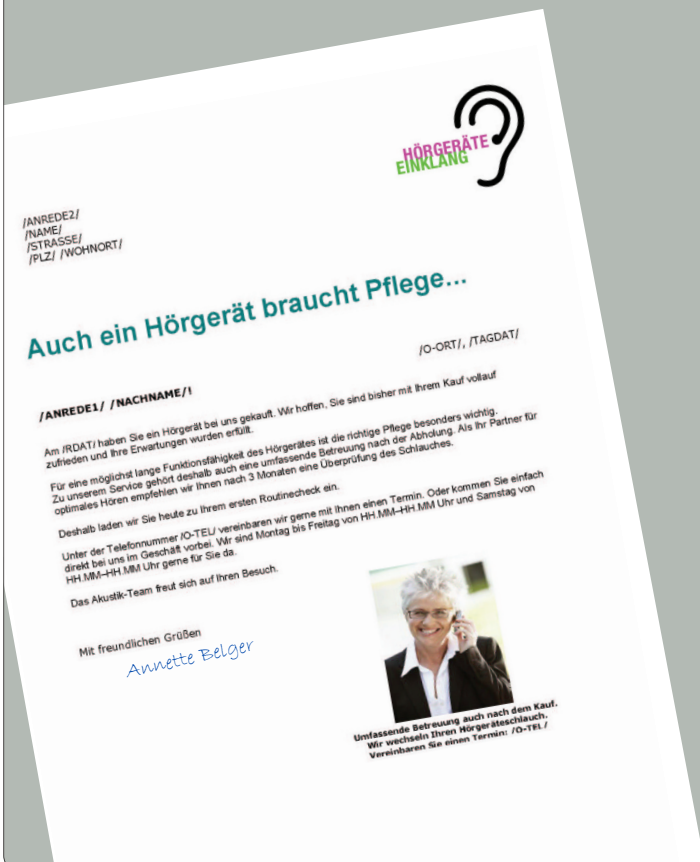 HÖRGERÄTE
EINKLANG
/ANREDE2/
/NAME/
/STRASSE/
/PLZ/ /WOHNORT/
Auch ein Hörgerät braucht Pflege...
/O-ORT/, /TAGDAT/
/ANREDE1/ /NACHNAME/!
Am /RDAT/ haben Sie ein Hörgerät bei uns gekauft. Wir hoffen, Sie sind bisher mit Ihrem Kauf vollauf
zufrieden und Ihre Erwartungen wurden erfüllt.
Für eine möglichst lange Funktionsfähigkeit des Hörgerätes ist die richtige Pflege besonders wichtig.
Zu unserem Service gehört deshalb auch eine umfassende Betreuung nach der Abholung. Als Ihr Partner für
optimales Hören empfehlen wir Ihnen nach 3 Monaten eine Überprüfung des Schlauches.
Deshalb laden wir Sie heute zu Ihrem ersten Routinecheck ein.
Unter der Telefonnummer /O-TEL/ vereinbaren wir gerne mit Ihnen einen Termin. Oder kommen Sie einfach
direkt bei uns im Geschäft vorbei. Wir sind Montag bis Freitag von HH.MM–HH.MM Uhr und Samstag von
HH.MM–HH.MM Uhr gerne für Sie da.
Das Akustik-Team freut sich auf Ihren Besuch.
Mit freundlichen Grüßen
Annette Belger
Umfassende Betreuung auch nach dem Kauf.
Wir wechseln Ihren Hörgeräteschlauch.
Vereinbaren Sie einen Termin: /O-TEL/